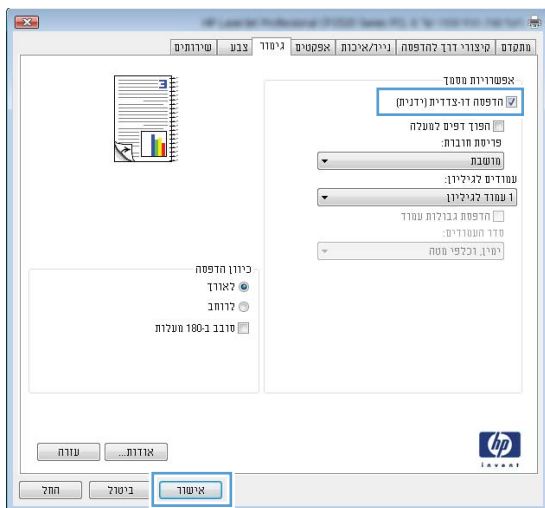 מתקדם
קיצורי דרך להדפסה
נייר/איכות
אפקטים
גימור
צבע
שירותים
אפשרויות מסמך
הדפסה דו-צדדית (ידנית)
הפוך דפים למעלה
פריסת חוברת:
מושבת
עמודים לגיליון:
1 עמוד לגיליון
הדפסת גבולות עמוד
סדר העמודים:
ימין, וכלפי מטה
3
כיוון הדפסה
לאורך
לרוחב
סובב ב-180 מעלות
hp
invent
אודות...
עזרה
אישור
ביטול
החל